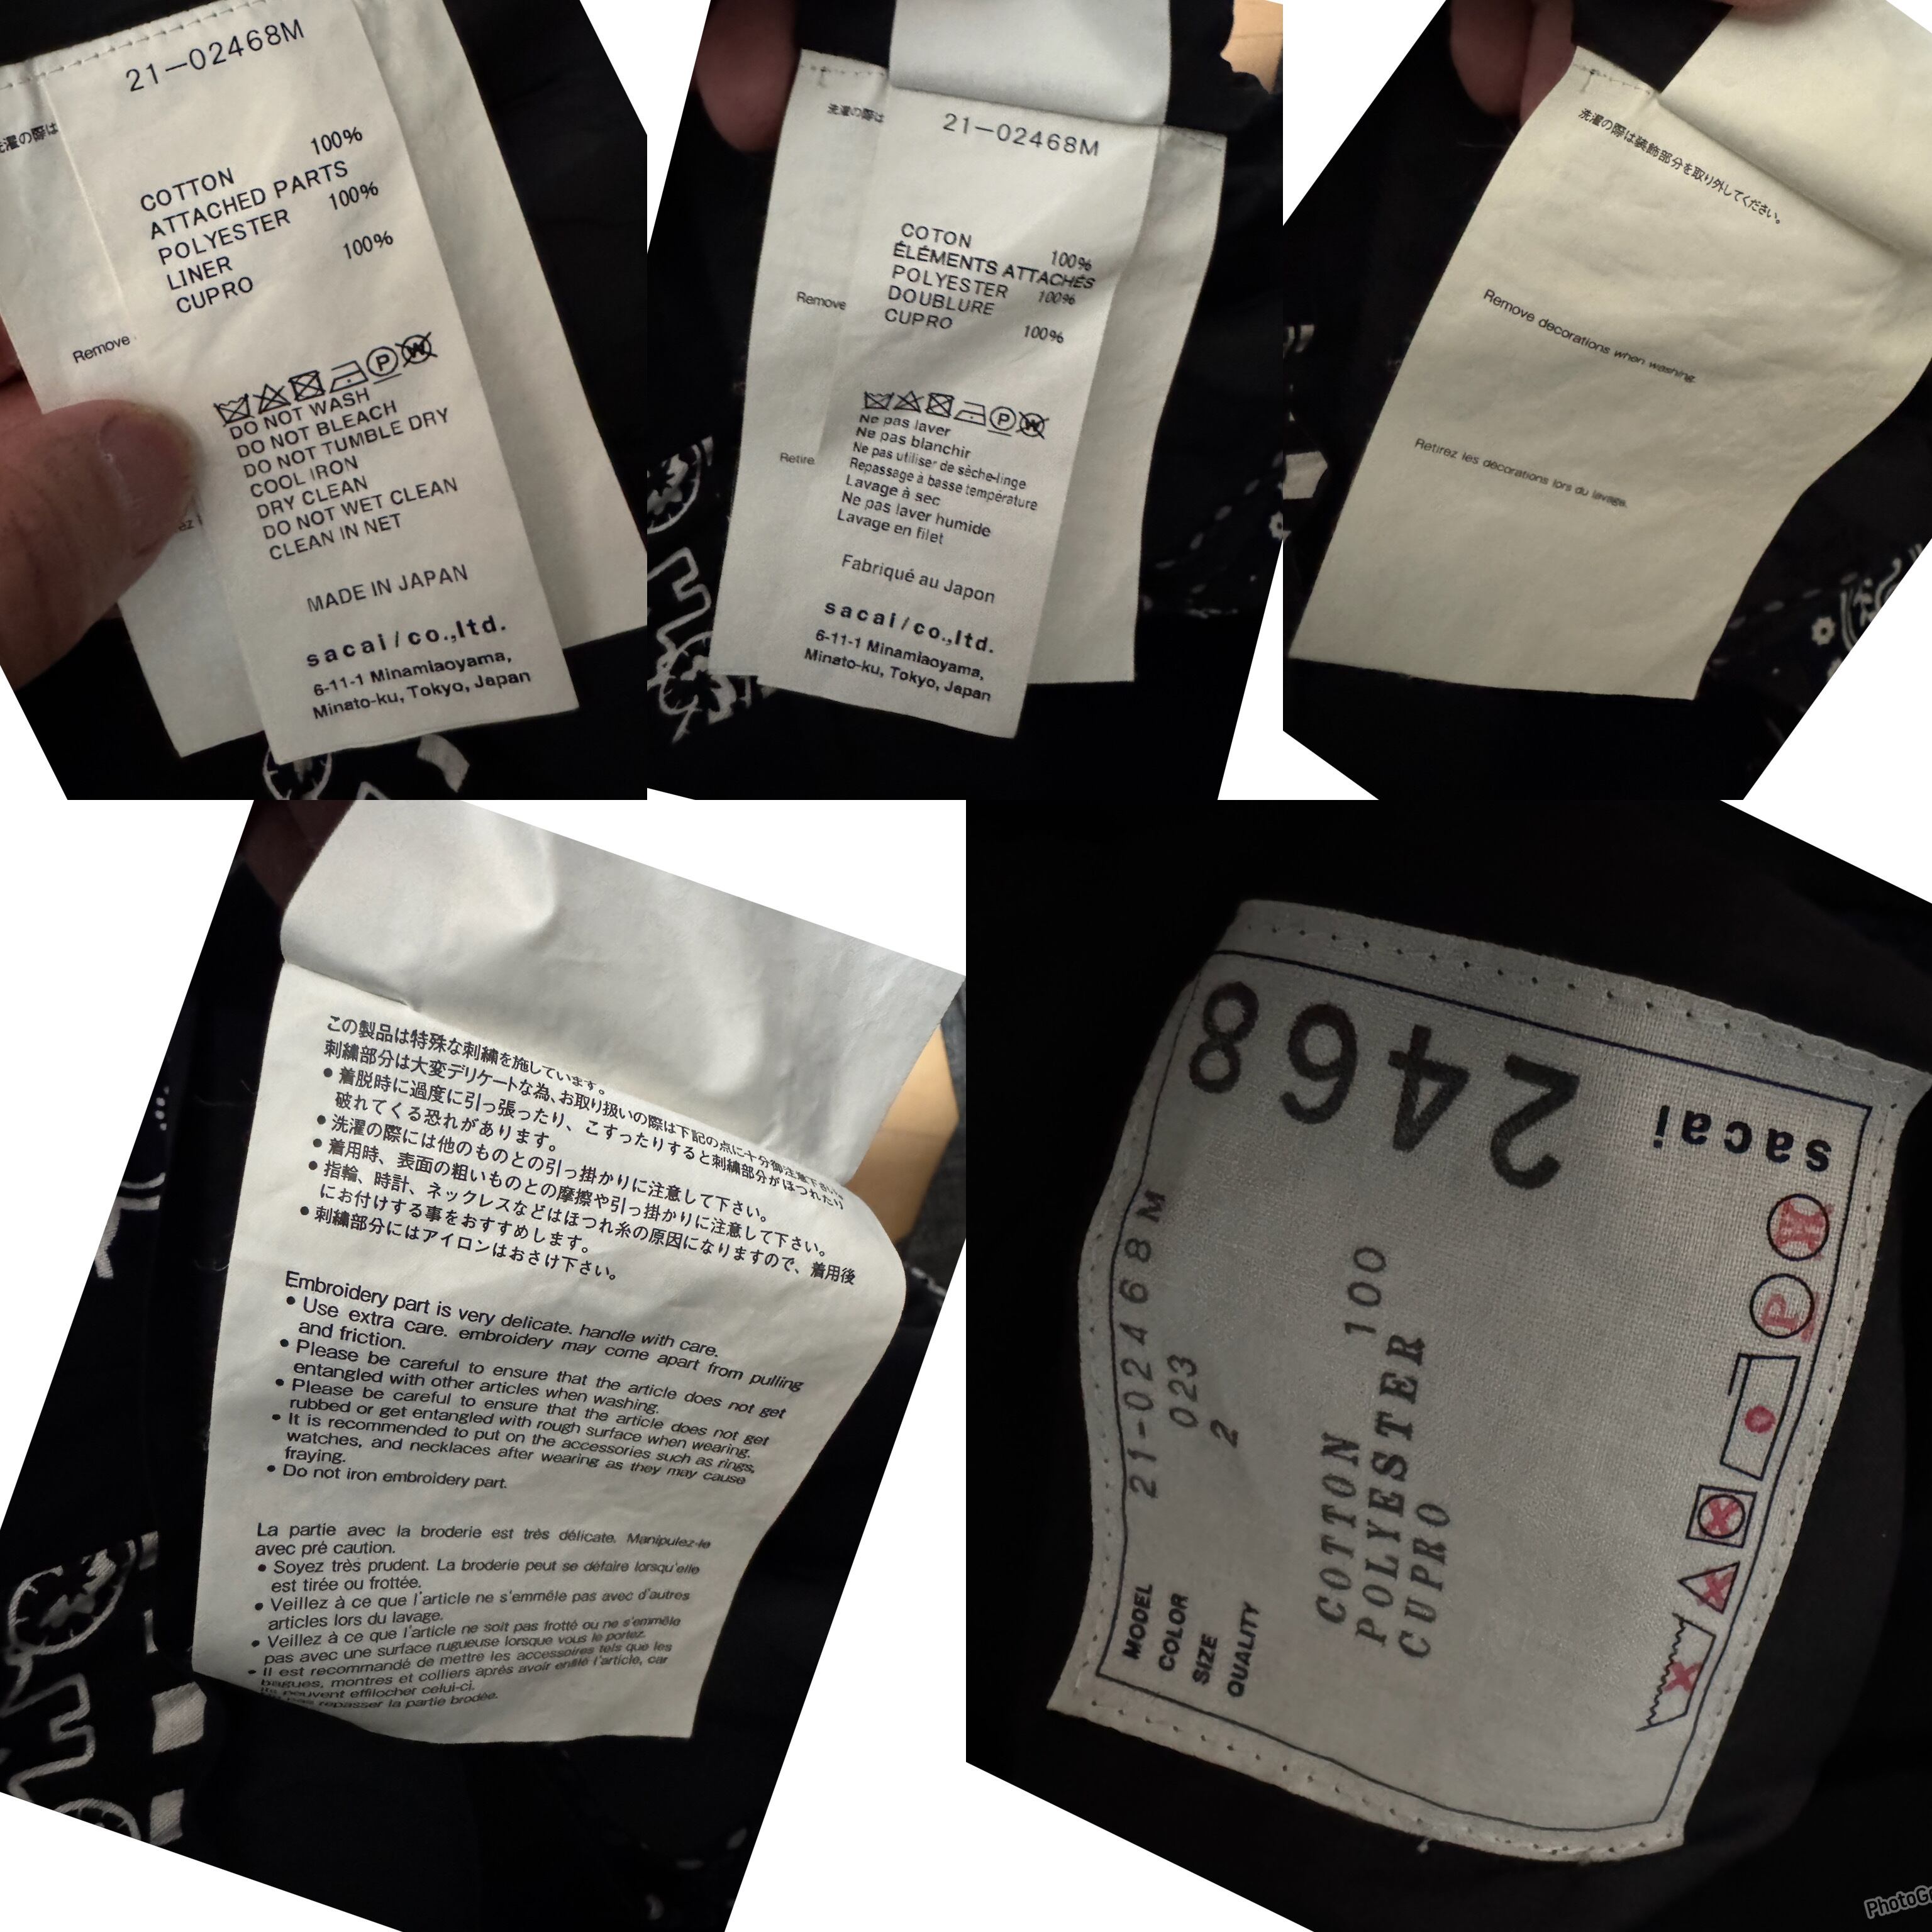 21-02468M
洗濯の際は
COTTON 100%
ATTACHED PARTS
POLYESTER 100%
LINER
CUPRO 100%
Remove
DO NOT WASH
DO NOT BLEACH
DO NOT TUMBLE DRY
COOL IRON
DRY CLEAN
DO NOT WET CLEAN
CLEAN IN NET
MADE IN JAPAN
sacai/co.,ltd.
6-11-1 Minamiaoyama,
Minato-ku, Tokyo, Japan
洗濯の際は
21-02468M
COTON 100%
ÉLÉMENTS ATTACHÉS
POLYESTER 100%
DOUBLURE
CUPRO 100%
Remove
Retire
Ne pas laver
Ne pas blanchir
Ne pas utiliser de sèche-linge
Repassage à basse température
Lavage à sec
Ne pas laver humide
Lavage en filet
Fabriqué au Japon
sacai/co.,ltd.
6-11-1 Minamiaoyama,
Minato-ku, Tokyo, Japan
洗濯の際は装飾部分を取り外してください。
Remove decorations when washing.
Retirez les décorations lors du lavage.
この製品は特殊な刺繍を施しています。
刺繍部分は大変デリケートな為、お取り扱いの際は下記の点に十分御注意下さい。
●着脱時に過度に引っ張ったり、こすったりすると刺繍部分がほつれたり
破れてくる恐れがあります。
●洗濯の際には他のものとの引っ掛かりに注意して下さい。
●着用時、表面の粗いものとの摩擦や引っ掛かりに注意して下さい。
●指輪、時計、ネックレスなどはほつれ糸の原因になりますので、着用後
にお付けする事をおすすめします。
●刺繍部分にはアイロンはおさけ下さい。
Embroidery part is very delicate. handle with care.
● Use extra care. embroidery may come apart from pulling
and friction.
● Please be careful to ensure that the article does not get
entangled with other articles when washing.
● Please be careful to ensure that the article does not get
rubbed or get entangled with rough surface when wearing.
● It is recommended to put on the accessories such as rings,
watches, and necklaces after wearing as they may cause
fraying.
● Do not iron embroidery part.
La partie avec la broderie est très délicate. Manipulez-le
avec pré caution.
● Soyez très prudent. La broderie peut se défaire lorsqu'elle
est tirée ou frottée.
● Veillez à ce que l'article ne s'emmêle pas avec d'autres
articles lors du lavage.
● Veillez à ce que l'article ne soit pas frotté ou ne s'emmêle
pas avec une surface rugueuse lorsque vous le portez.
● Il est recommandé de mettre les accessoires tels que les
bagues, montres et colliers après avoir enfilé l'article, car
peuvent effilocher celui-ci.
repasser la partie brodée.
sacai
2468
MODEL 21-02468M
COLOR 023
SIZE 2
QUALITY
COTTON 100
POLYESTER
CUPRO